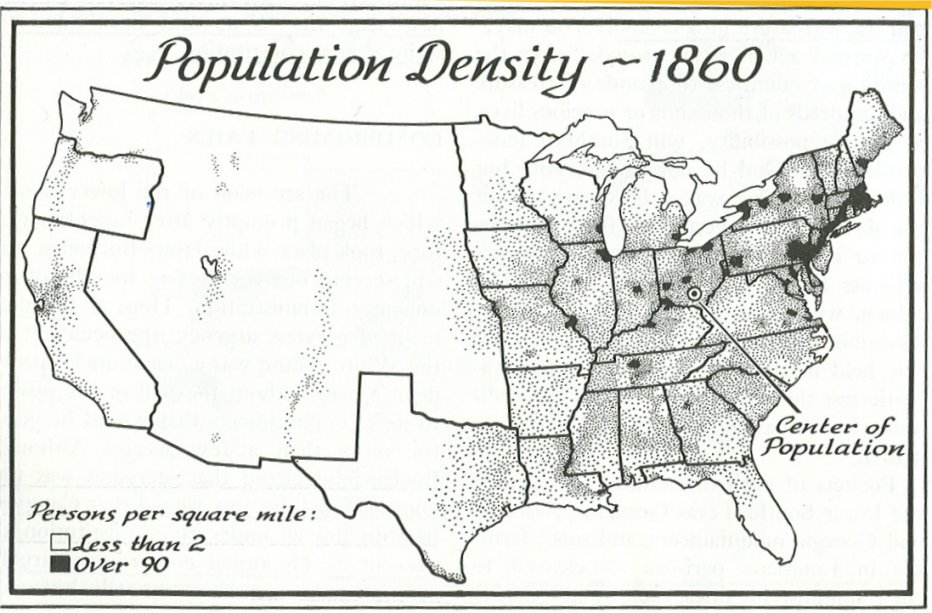 Population Density ~ 1860
Center of
Population
Persons per square mile:
Less than 2
Over 90